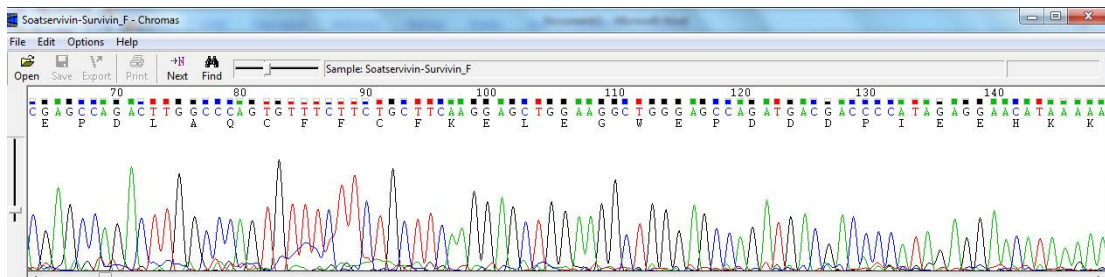 Soatservivin-Survivin_F - Chromas
File Edit Options Help
Open Save Export Print Next Find Sample: Soatservivin-Survivin_F
70 80 90 100 110 120 130 140
CGAGCCAGACTTGGCCCAGTGTTTCTTCTGCTTCAAGGAGCTGGAAGGCTGGGAGCCAGATGACGACCCCATAGAGGAACATAAAAA
E P D L A Q C F F C F K E L E G W E P D D D P I E E H K K